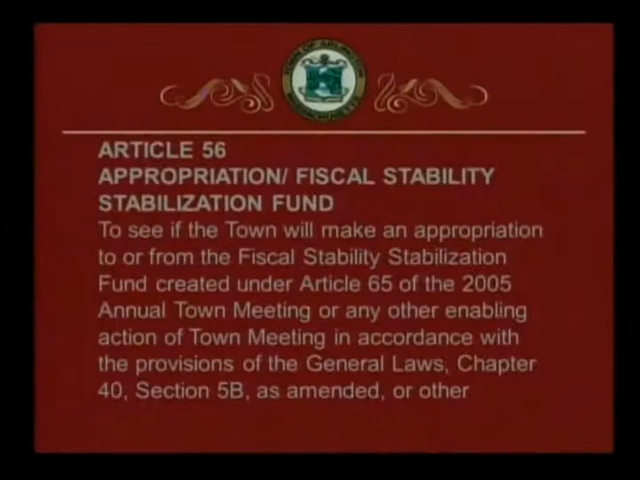 TOWN OF ARLINGTON
ARTICLE 56
APPROPRIATION/ FISCAL STABILITY
STABILIZATION FUND
To see if the Town will make an appropriation
to or from the Fiscal Stability Stabilization
Fund created under Article 65 of the 2005
Annual Town Meeting or any other enabling
action of Town Meeting in accordance with
the provisions of the General Laws, Chapter
40, Section 5B, as amended, or other